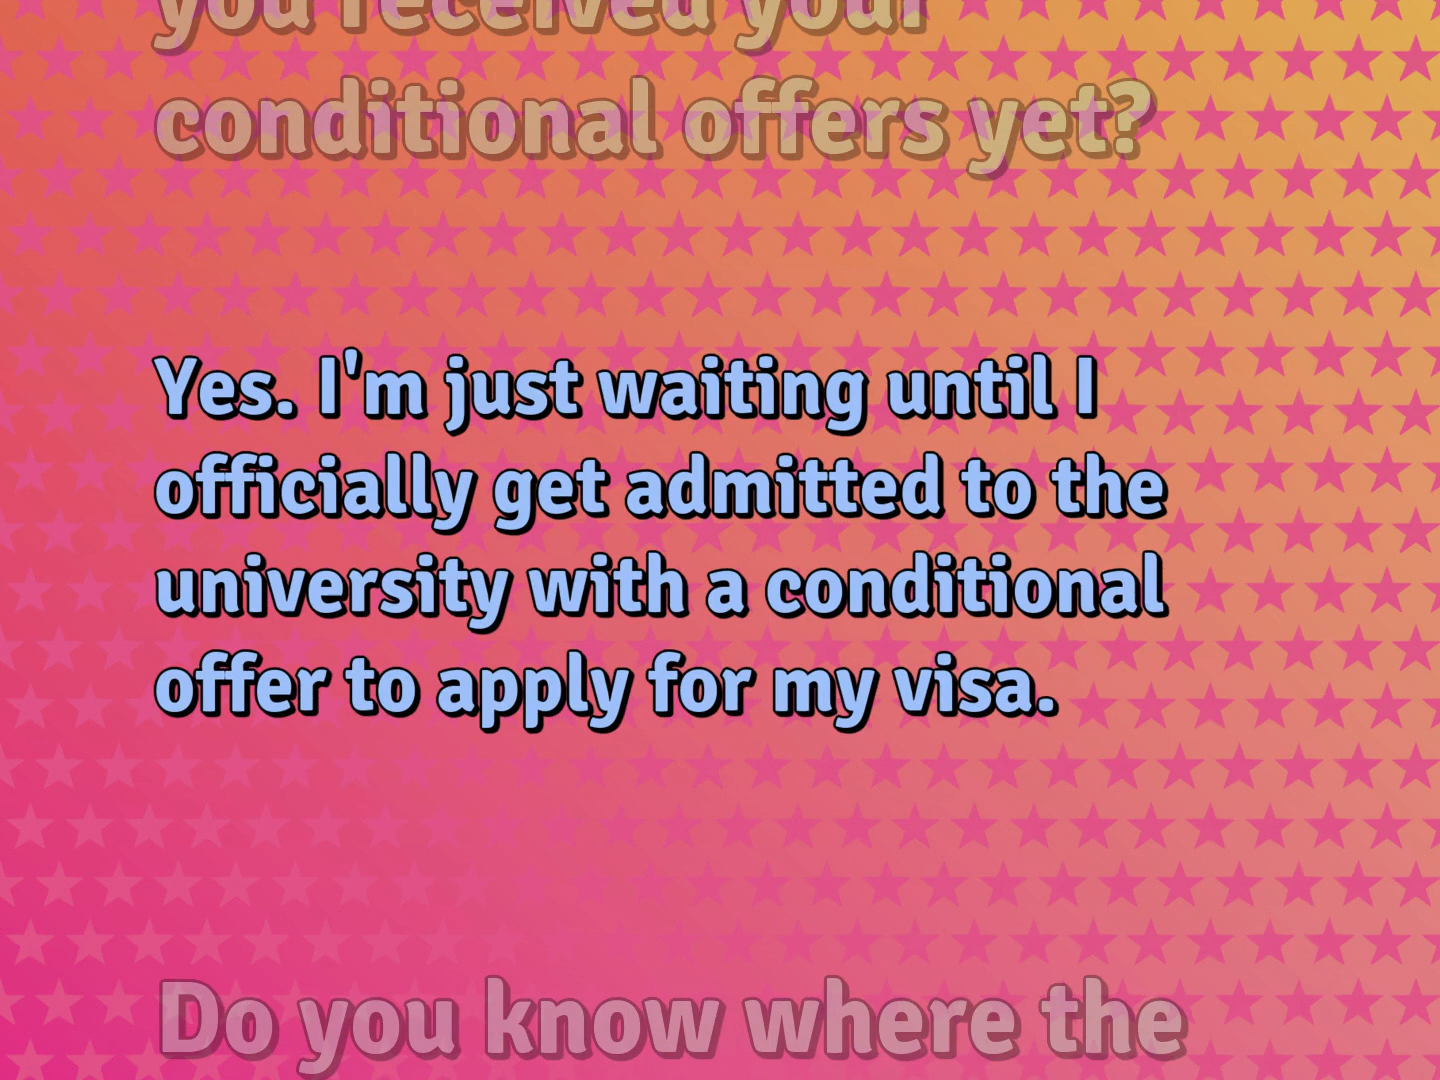 you received your
conditional offers yet?
Yes. I'm just waiting until I
officially get admitted to the
university with a conditional
offer to apply for my visa.
Do you know where the